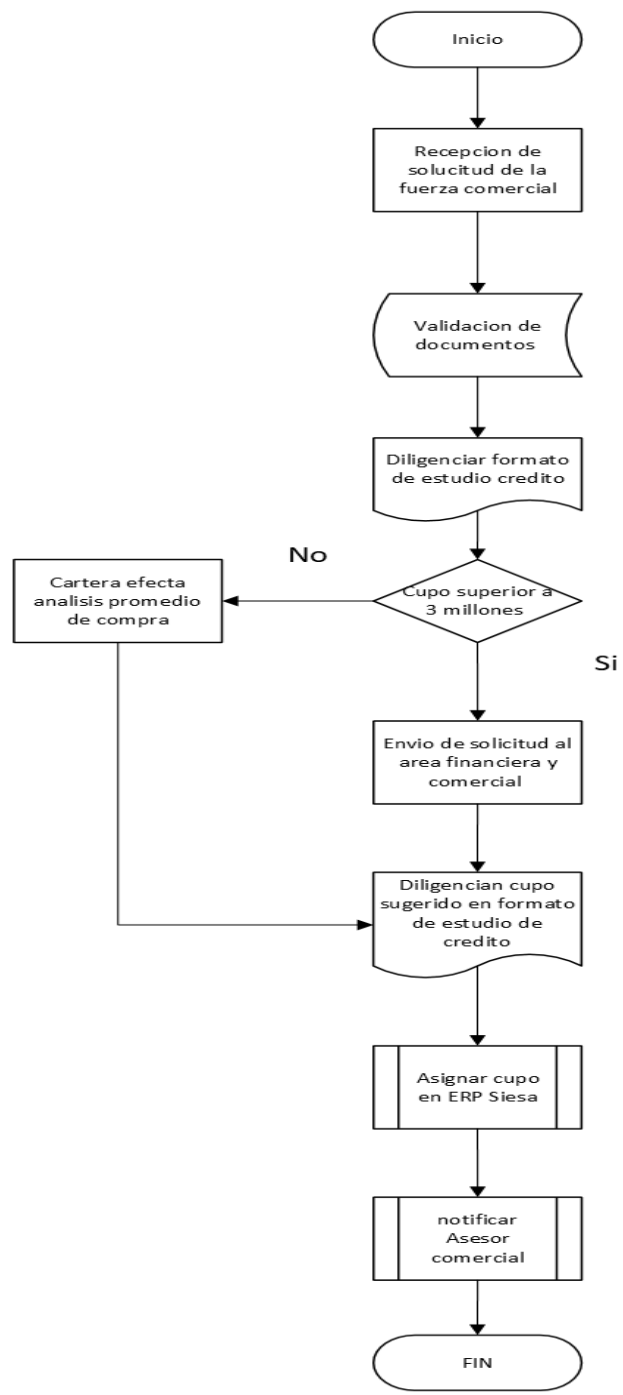 Inicio
Recepcion de
solucitud de la
fuerza comercial
Validacion de
documentos
Diligenciar formato
de estudio credito
No
Cartera efecta
analisis promedio
de compra
Cupo superior a
3 millones
Si
Envio de solicitud al
area financiera y
comercial
Diligencian cupo
sugerido en formato
de estudio de
credito
Asignar cupo
en ERP Siesa
notificar
Asesor
comercial
FIN